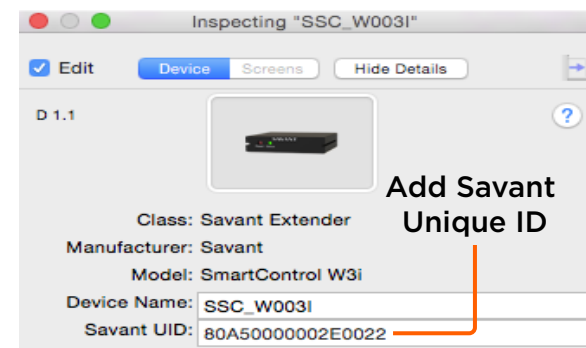 Inspecting "SSC_W003I"
Edit Device Screens Hide Details
D 1.1
?
SAVANT
Add Savant
Unique ID
Class: Savant Extender
Manufacturer: Savant
Model: SmartControl W3i
Device Name: SSC_W003I
Savant UID: 80A50000002E0022